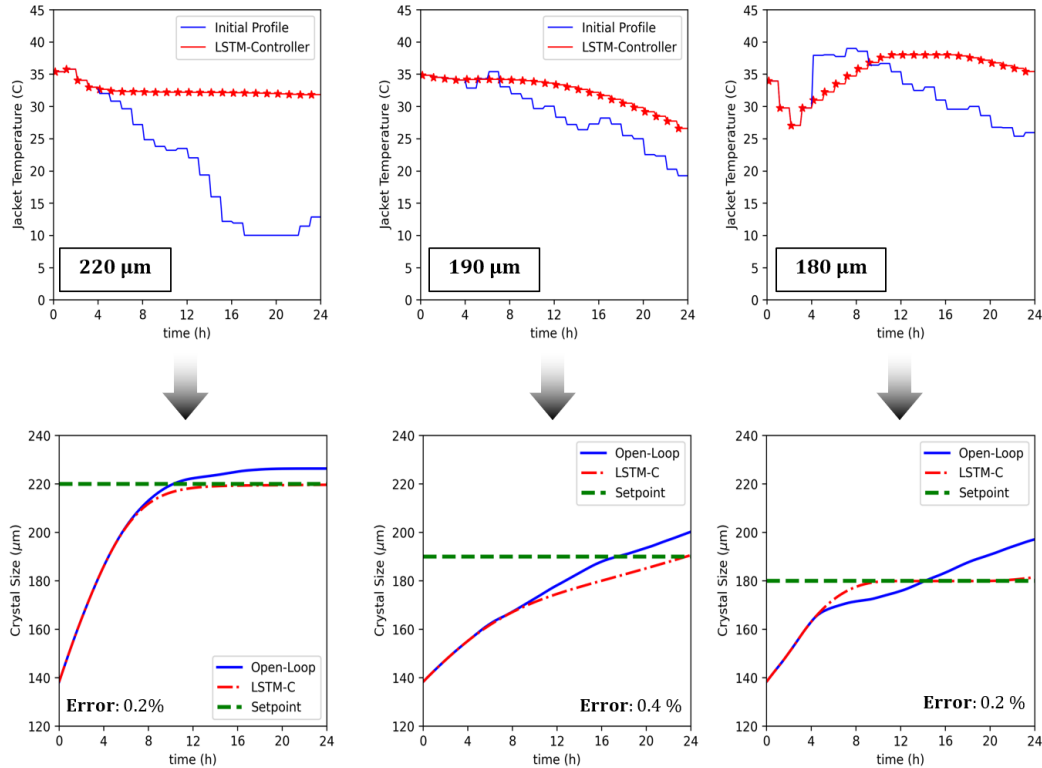 45
40
35
30
25
20
15
10
5
0
Jacket Temperature (C)
Initial Profile
LSTM-Controller
220 μm
0 4 8 12 16 20 24
time (h)
45
40
35
30
25
20
15
10
5
0
Jacket Temperature (C)
Initial Profile
LSTM-Controller
190 μm
0 4 8 12 16 20 24
time (h)
45
40
35
30
25
20
15
10
5
0
Jacket Temperature (C)
Initial Profile
LSTM-Controller
180 μm
0 4 8 12 16 20 24
time (h)
240
220
200
180
160
140
120
Crystal Size (μm)
Open-Loop
LSTM-C
Setpoint
Error: 0.2%
0 4 8 12 16 20 24
time (h)
240
220
200
180
160
140
120
Crystal Size (μm)
Open-Loop
LSTM-C
Setpoint
Error: 0.4 %
0 4 8 12 16 20 24
time (h)
240
220
200
180
160
140
120
Crystal Size (μm)
Open-Loop
LSTM-C
Setpoint
Error: 0.2 %
0 4 8 12 16 20 24
time (h)